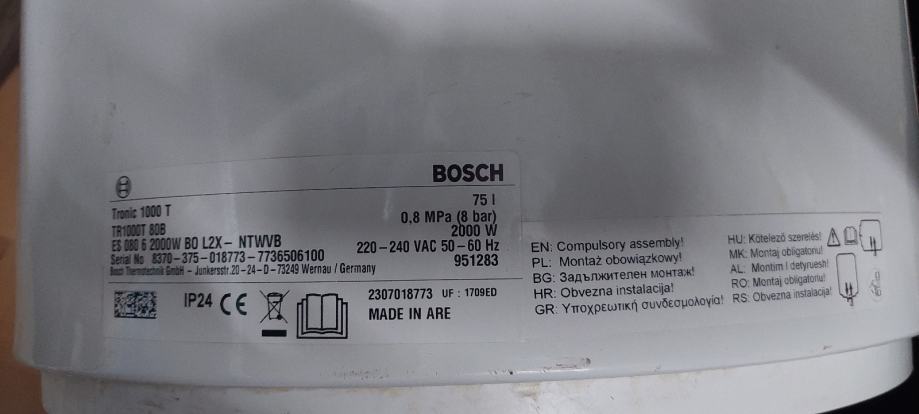 BOSCH
Tronic 1000 T
75 l
TR1000T 80B
0,8 MPa (8 bar)
ES 080 6 2000W BO L2X- NTWVB
2000 W
Serial No 8370-375-018773-7736506100
220-240 VAC 50-60 Hz
Bosch Thermotechnik GmbH - Junkersstr.20-24-D-73249 Wernau / Germany
951283
IP24 CE
2307018773 UF : 1709ED
MADE IN ARE
EN: Compulsory assembly!
PL: Montaż obowiązkowy!
BG: Задължителен монтаж!
HR: Obvezna instalacija!
GR: Υποχρεωτική συνδεσμολογία!
HU: Kötelező szerelés!
MK: Montaj obligatoriu!
AL: Montim I detyruesh!
RO: Montaj obligatoriu!
RS: Obvezna instalacija!